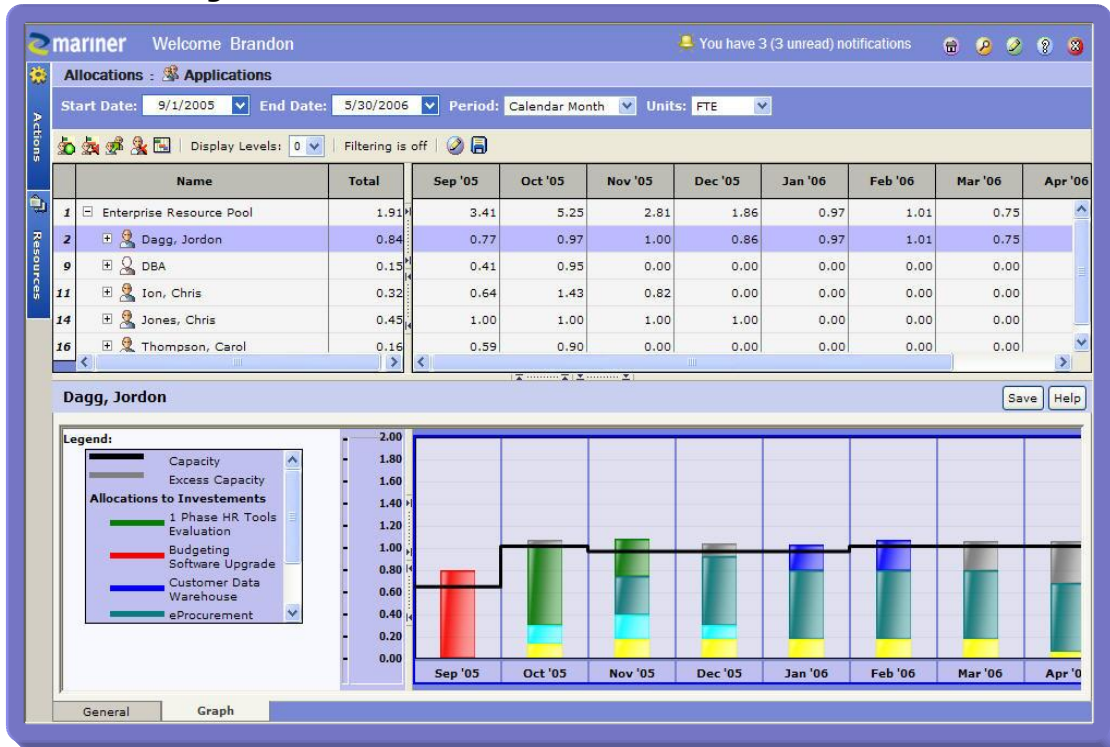 mariner Welcome Brandon You have 3 (3 unread) notifications
Allocations : Applications
Start Date: 9/1/2005 End Date: 5/30/2006 Period: Calendar Month Units: FTE
Actions
Display Levels: 0 Filtering is off
Name Total Sep '05 Oct '05 Nov '05 Dec '05 Jan '06 Feb '06 Mar '06 Apr '06
1 Enterprise Resource Pool 1.91 3.41 5.25 2.81 1.86 0.97 1.01 0.75
2 Dagg, Jordon 0.84 0.77 0.97 1.00 0.86 0.97 1.01 0.75
Resources
9 DBA 0.15 0.41 0.95 0.00 0.00 0.00 0.00 0.00
11 Ion, Chris 0.32 0.64 1.43 0.82 0.00 0.00 0.00 0.00
14 Jones, Chris 0.45 1.00 1.00 1.00 1.00 0.00 0.00 0.00
16 Thompson, Carol 0.16 0.59 0.90 0.00 0.00 0.00 0.00 0.00
Dagg, Jordon Save Help
Legend:
Capacity
Excess Capacity
Allocations to Investements
1 Phase HR Tools
Evaluation
Budgeting
Software Upgrade
Customer Data
Warehouse
eProcurement
2.00
1.80
1.60
1.40
1.20
1.00
0.80
0.60
0.40
0.20
0.00
Sep '05 Oct '05 Nov '05 Dec '05 Jan '06 Feb '06 Mar '06 Apr '0
General Graph